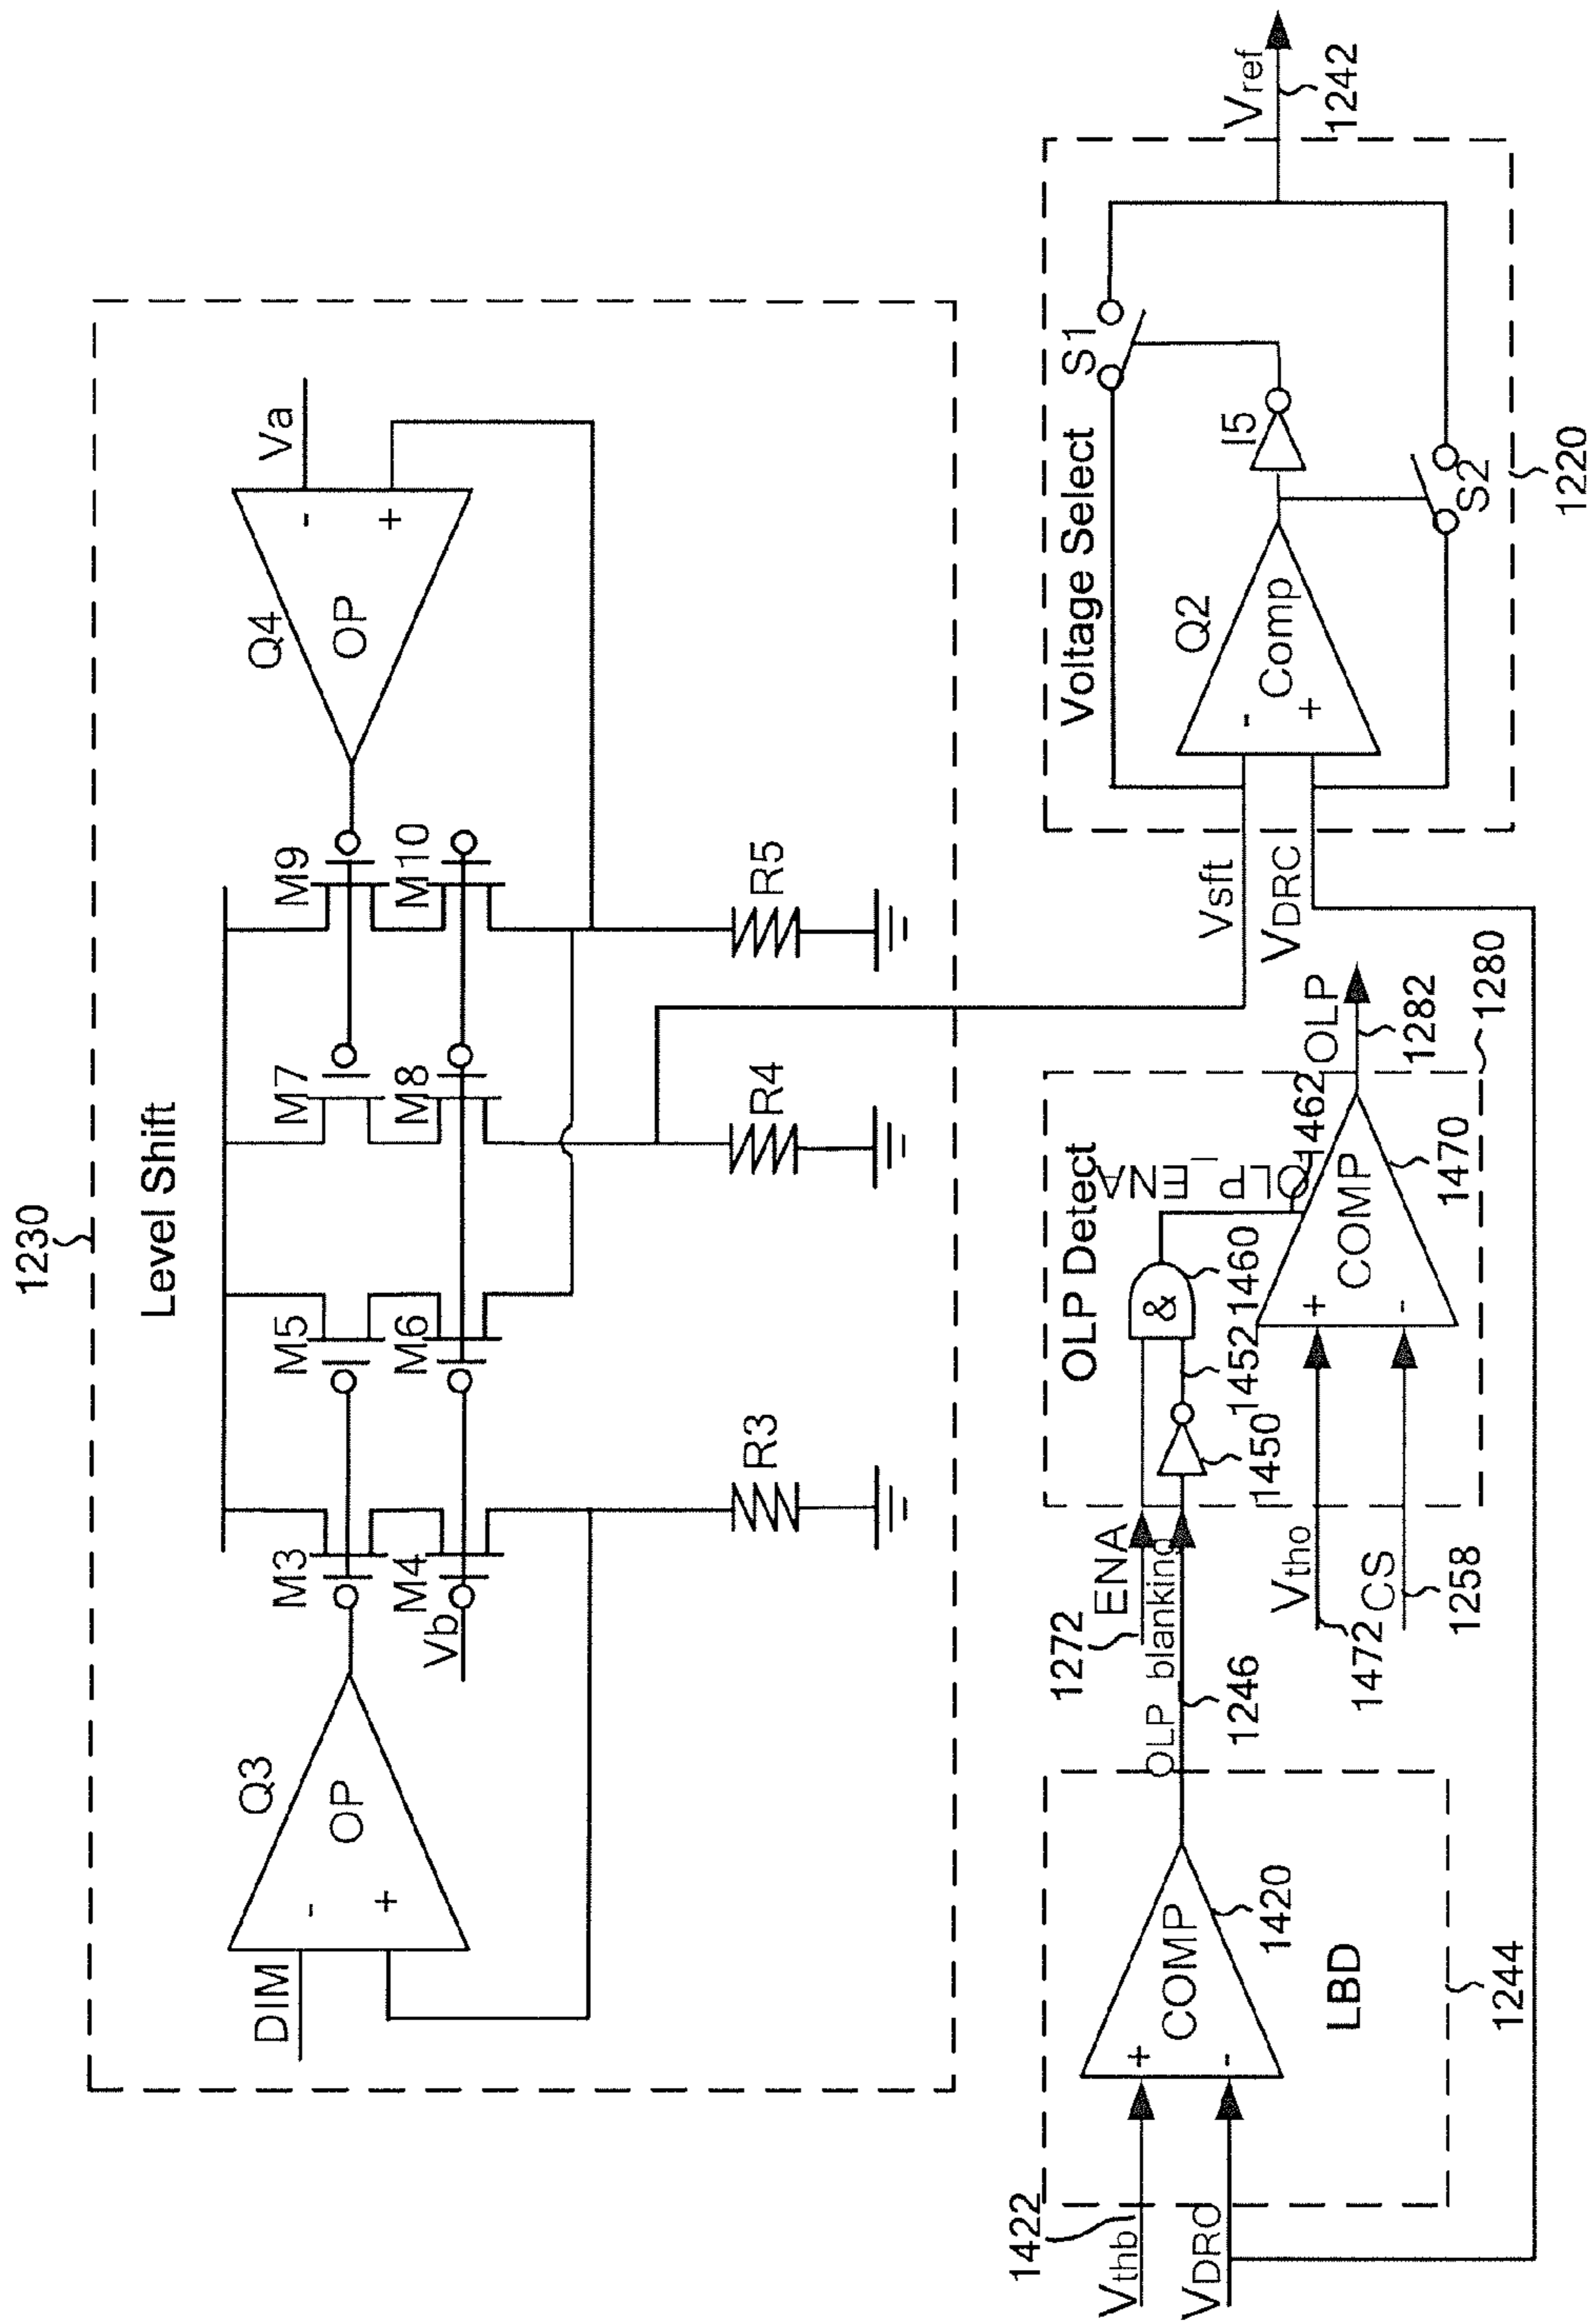 1230
Level Shift
DIM
-
+
OP
Q3
M3
M4
Vb
R3
M5
M6
M7
M8
R4
M9
M10
R5
Q4
OP
-
+
Va
1422
Vthb
VDRC
+
-
COMP
1420
LBD
1244
1272
ENA
OLP_blanking
1246
OLP Detect
1450
1452
&
1460
OLP_ENA
1462
Vtho
1472
CS
1258
+
-
COMP
1470
OLP
1282
1280
Vsft
VDRC
Voltage Select
-
+
Comp
Q2
I5
S1
S2
1220
Vref
1242